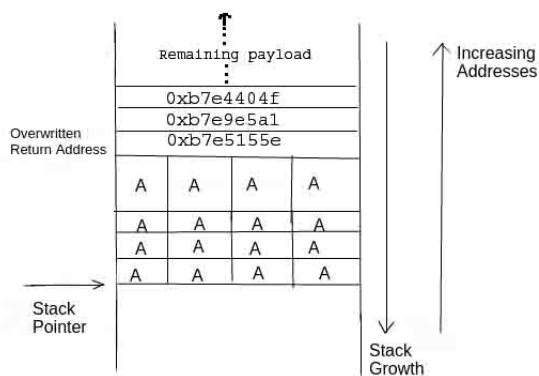 Remaining payload
Increasing
Addresses
0xb7e4404f
0xb7e9e5a1
Overwritten
Return Address
0xb7e5155e
A A A A
A A A A
A A A A
A A A A
Stack
Pointer
Stack
Growth